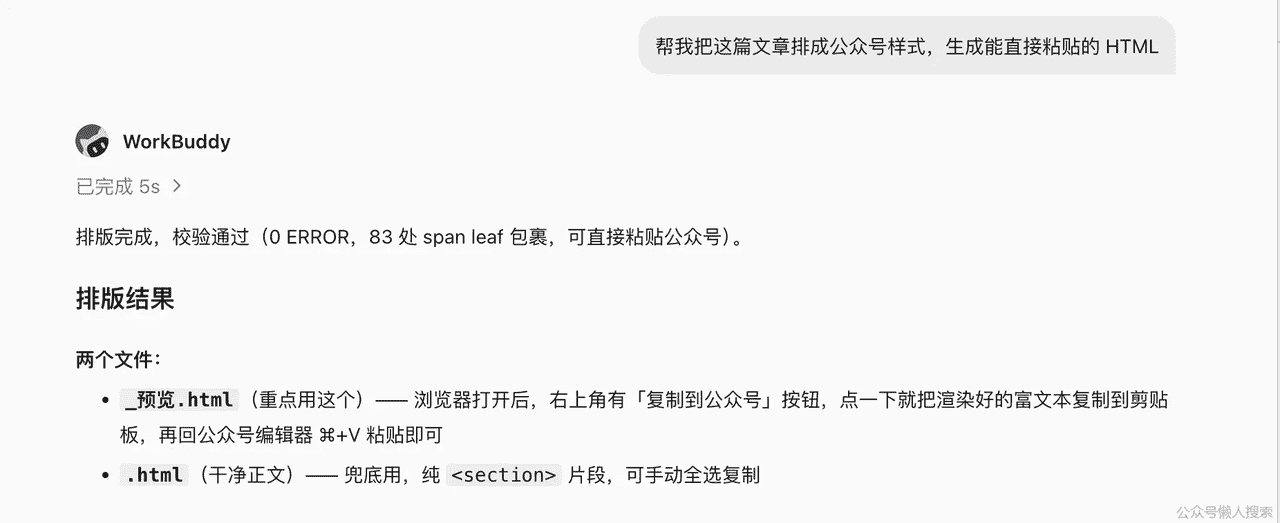 帮我把这篇文章排成公众号样式，生成能直接粘贴的 HTML
WorkBuddy
已完成 5s >
排版完成，校验通过（0 ERROR，83 处 span leaf 包裹，可直接粘贴公众号）。
排版结果
两个文件：
• _预览.html（重点用这个）—— 浏览器打开后，右上角有「复制到公众号」按钮，点一下就把渲染好的富文本复制到剪贴
板，再回公众号编辑器 ⌘+V 粘贴即可
• .html（干净正文）—— 兜底用，纯 <section> 片段，可手动全选复制
公众号懒人搜索